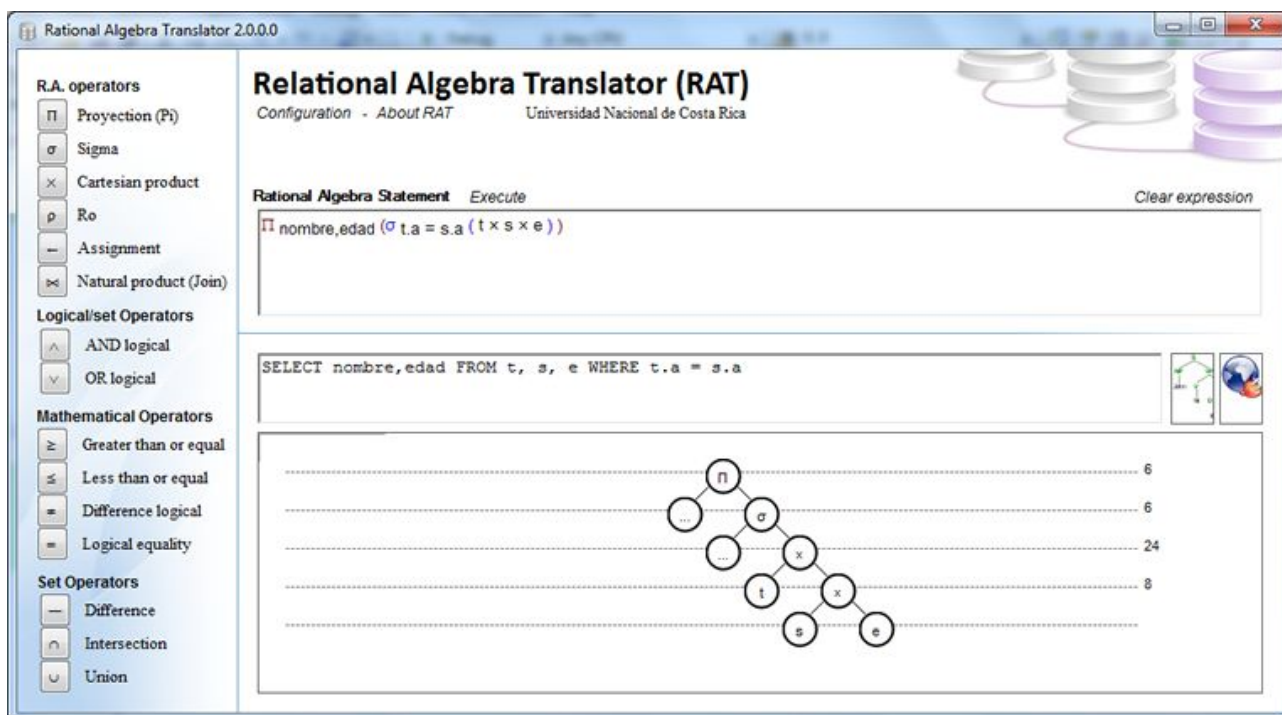 Rational Algebra Translator 2.0.0.0
R.A. operators
Π Proyection (Pi)
σ Sigma
× Cartesian product
ρ Ro
← Assignment
⋈ Natural product (Join)
Logical/set Operators
∧ AND logical
∨ OR logical
Mathematical Operators
≥ Greater than or equal
≤ Less than or equal
≠ Difference logical
= Logical equality
Set Operators
— Difference
∩ Intersection
∪ Union
Relational Algebra Translator (RAT)
Configuration - About RAT Universidad Nacional de Costa Rica
Rational Algebra Statement Execute Clear expression
Π nombre,edad (σ t.a = s.a ( t × s × e ) )
SELECT nombre,edad FROM t, s, e WHERE t.a = s.a
Π 6
... σ 6
... x 24
t x 8
s e